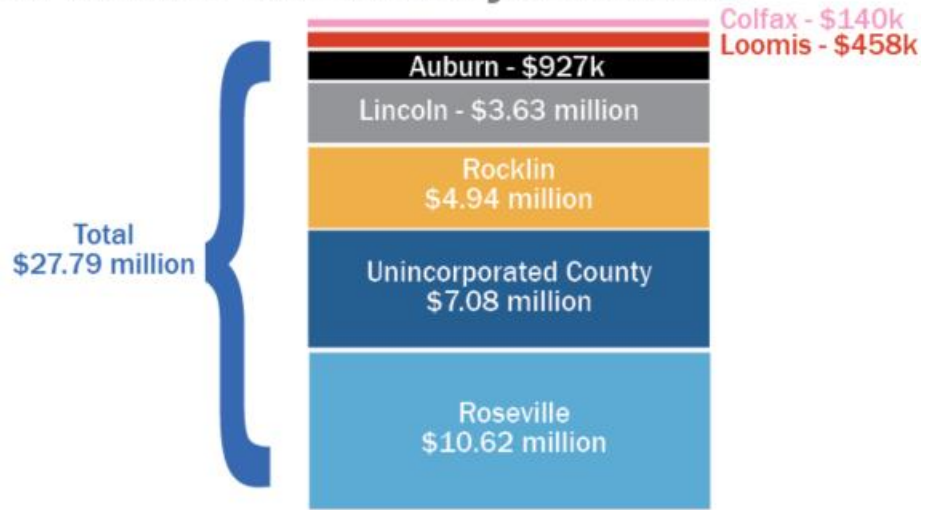 Colfax - $140k
Loomis - $458k
Auburn - $927k
Lincoln - $3.63 million
Rocklin
$4.94 million
Total
$27.79 million
Unincorporated County
$7.08 million
Roseville
$10.62 million